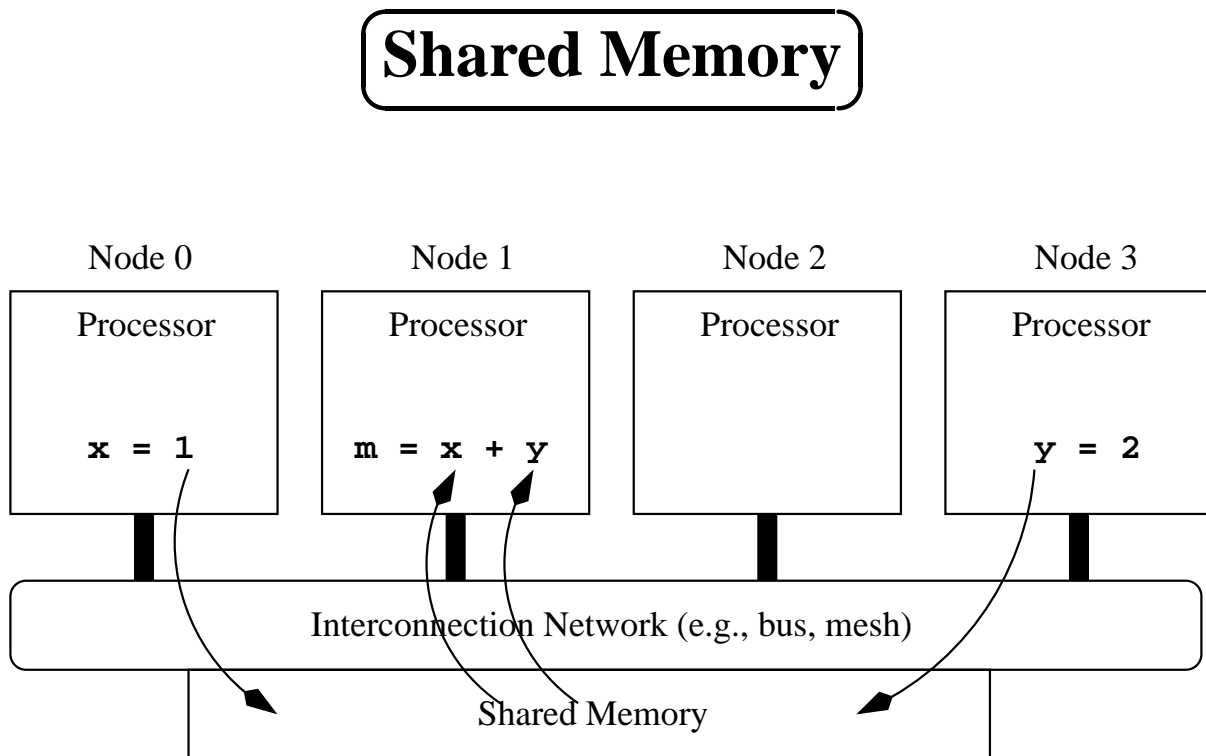 Shared Memory
Node 0 Node 1 Node 2 Node 3
Processor Processor Processor Processor
x = 1 m = x + y y = 2
Interconnection Network (e.g., bus, mesh)
Shared Memory